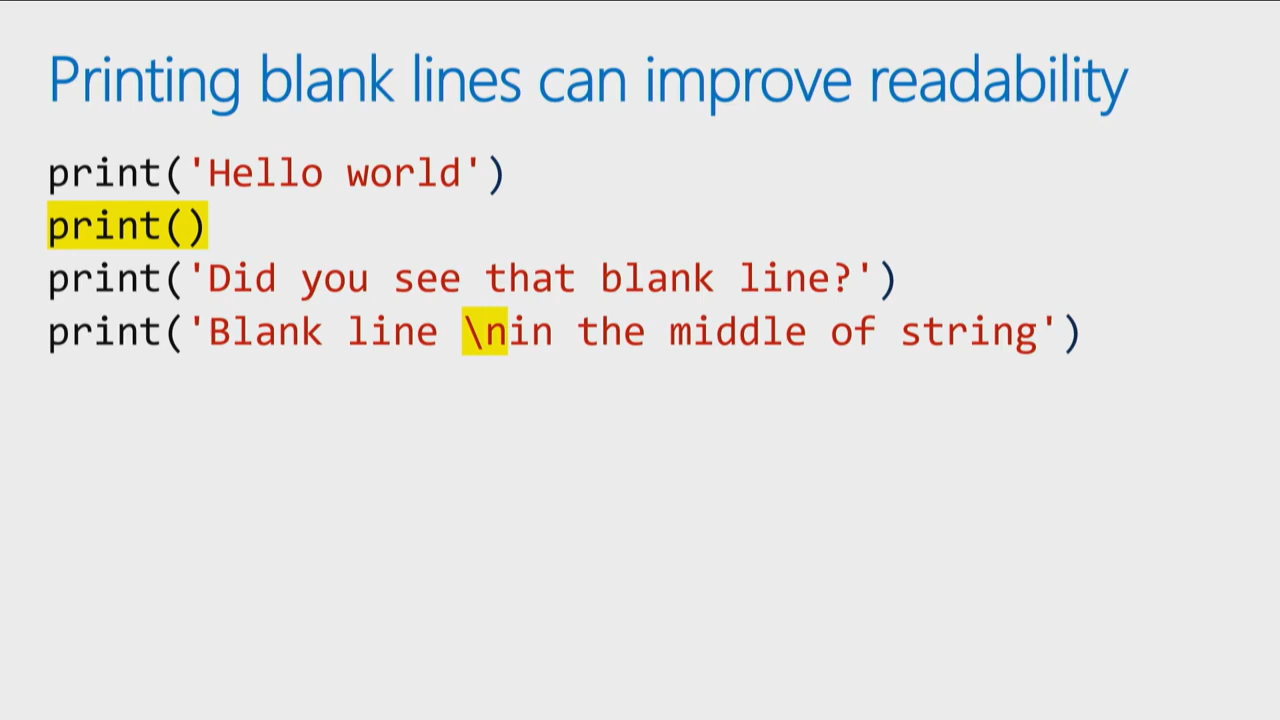 Printing blank lines can improve readability
print('Hello world')
print()
print('Did you see that blank line?')
print('Blank line \nin the middle of string')